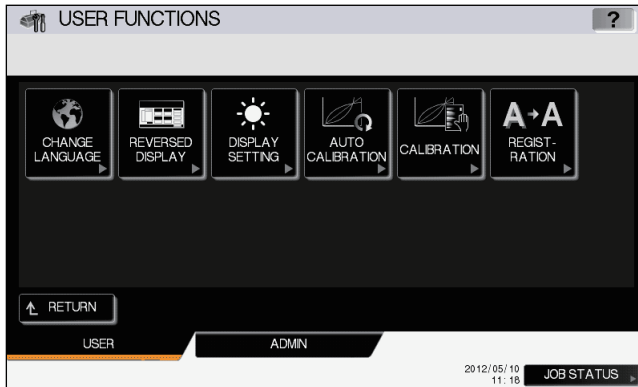 USER FUNCTIONS
?
CHANGE
LANGUAGE
REVERSED
DISPLAY
DISPLAY
SETTING
AUTO
CALIBRATION
CALIBRATION
A→A
REGIST-
RATION
RETURN
USER
ADMIN
2012/05/10
11:18
JOB STATUS